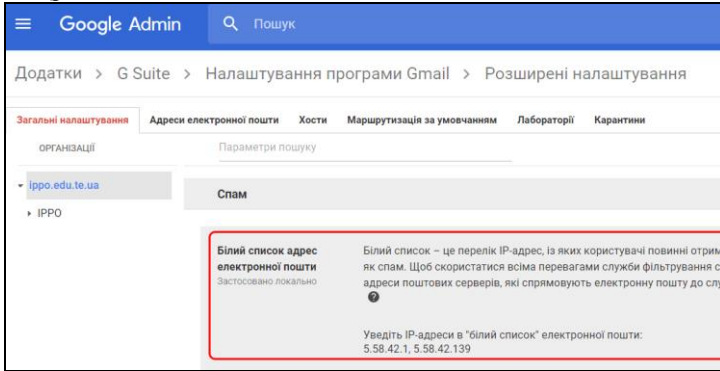 Google Admin
Пошук
Додатки > G Suite > Налаштування програми Gmail > Розширені налаштування
Загальні налаштування Адреси електронної пошти Хости Маршрутизація за умовчанням Лабораторії Карантини
ОРГАНІЗАЦІЇ
Параметри пошуку
ippo.edu.te.ua
IPPO
Спам
Білий список адрес
електронної пошти
Застосовано локально
Білий список – це перелік IP-адрес, із яких користувачі повинні
як спам. Щоб скористатися всіма перевагами служби фільтрування
адреси поштових серверів, які спрямовують електронну пошту до
Уведіть IP-адреси в "білий список" електронної пошти:
5.58.42.1, 5.58.42.139